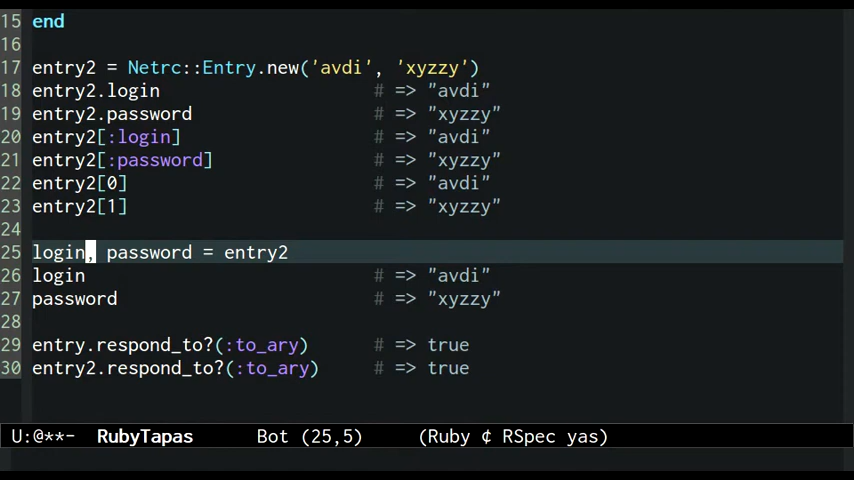 15 end
16
17 entry2 = Netrc::Entry.new('avdi', 'xyzzy')
18 entry2.login # => "avdi"
19 entry2.password # => "xyzzy"
20 entry2[:login] # => "avdi"
21 entry2[:password] # => "xyzzy"
22 entry2[0] # => "avdi"
23 entry2[1] # => "xyzzy"
24
25 login, password = entry2
26 login # => "avdi"
27 password # => "xyzzy"
28
29 entry.respond_to?(:to_ary) # => true
30 entry2.respond_to?(:to_ary) # => true
U:@**- RubyTapas Bot (25,5) (Ruby ¢ RSpec yas)